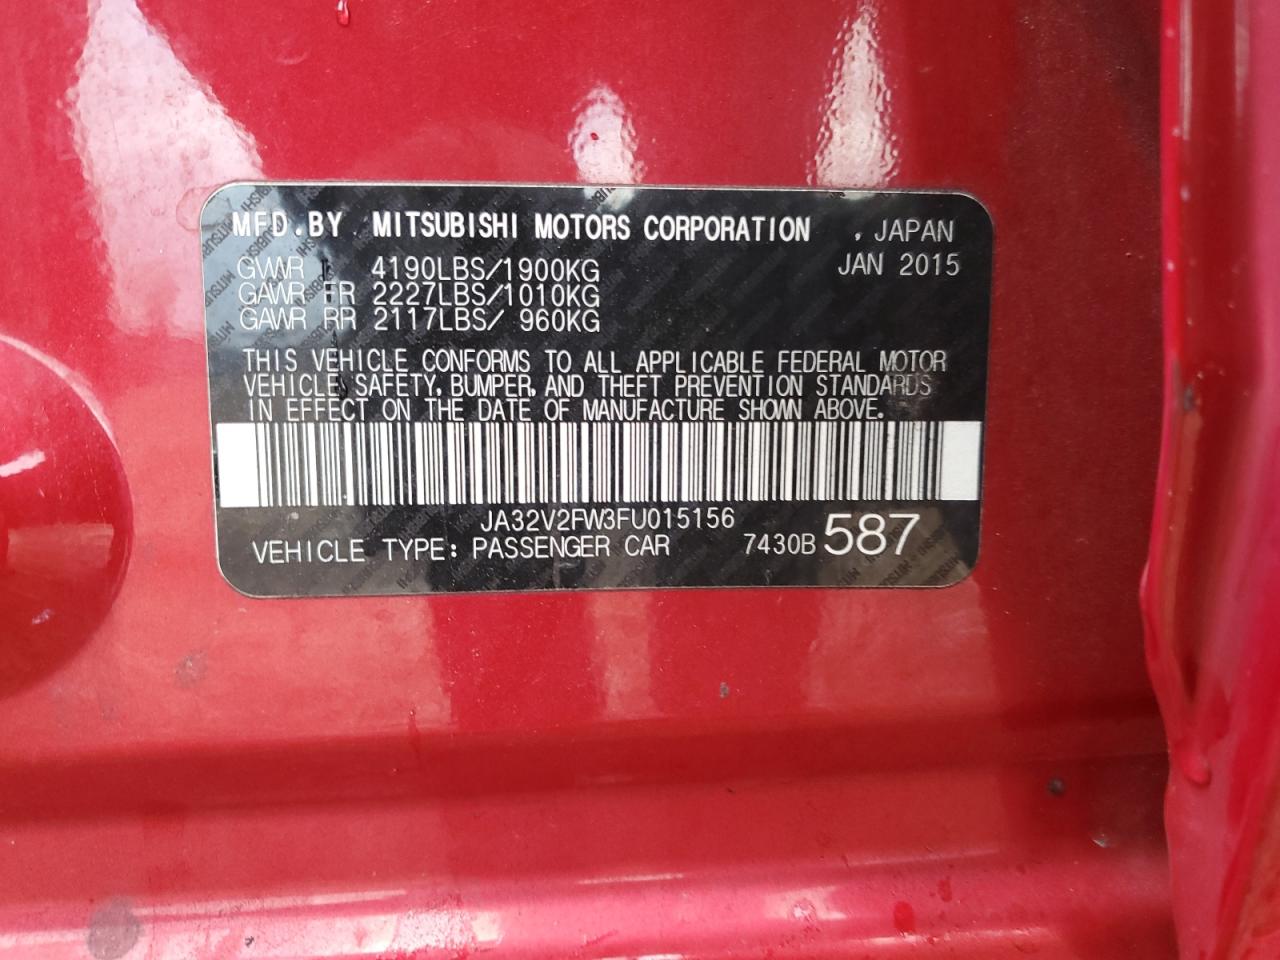 MFD.BY MITSUBISHI MOTORS CORPORATION , JAPAN
GVWR 4190LBS/1900KG JAN 2015
GAWR FR 2227LBS/1010KG
GAWR RR 2117LBS/ 960KG
THIS VEHICLE CONFORMS TO ALL APPLICABLE FEDERAL MOTOR
VEHICLE SAFETY, BUMPER, AND THEFT PREVENTION STANDARDS
IN EFFECT ON THE DATE OF MANUFACTURE SHOWN ABOVE.
JA32V2FW3FU015156
VEHICLE TYPE: PASSENGER CAR 7430B 587